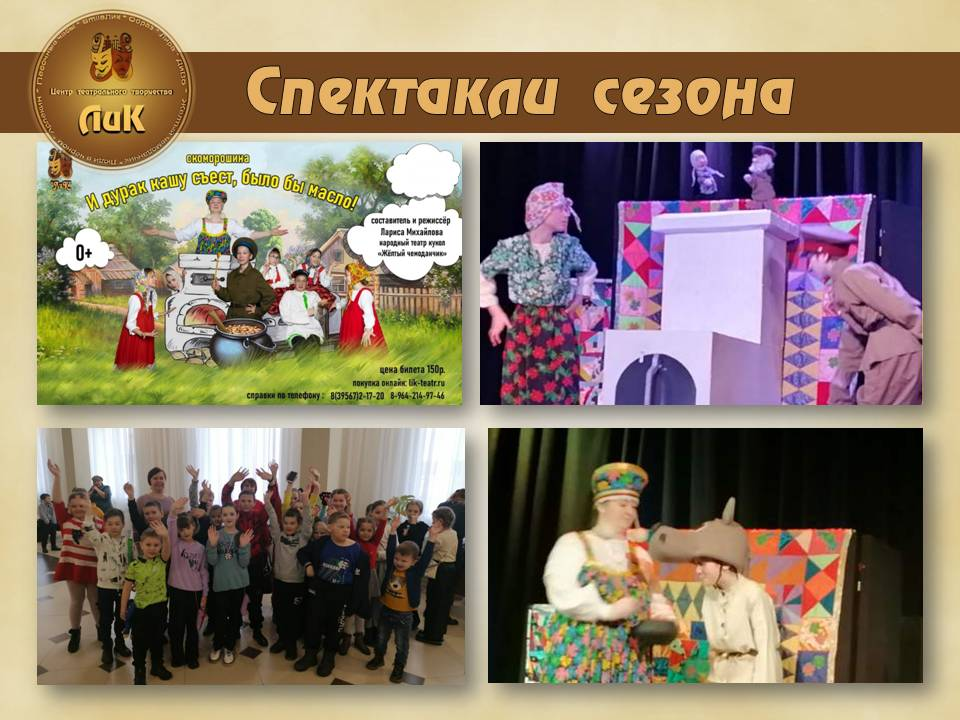 Центр театрального творчества
ЛиК
Спектакли сезона
скоморошина
И дурак кашу съест, было бы масло!
0+
составитель и режиссёр
Лариса Михайлова
народный театр кукол
«Жёлтый чемоданчик»
цена билета 150р.
покупка онлайн: lik-teatr.ru
справки по телефону : 8(39567)2-17-20 8-964-214-97-46